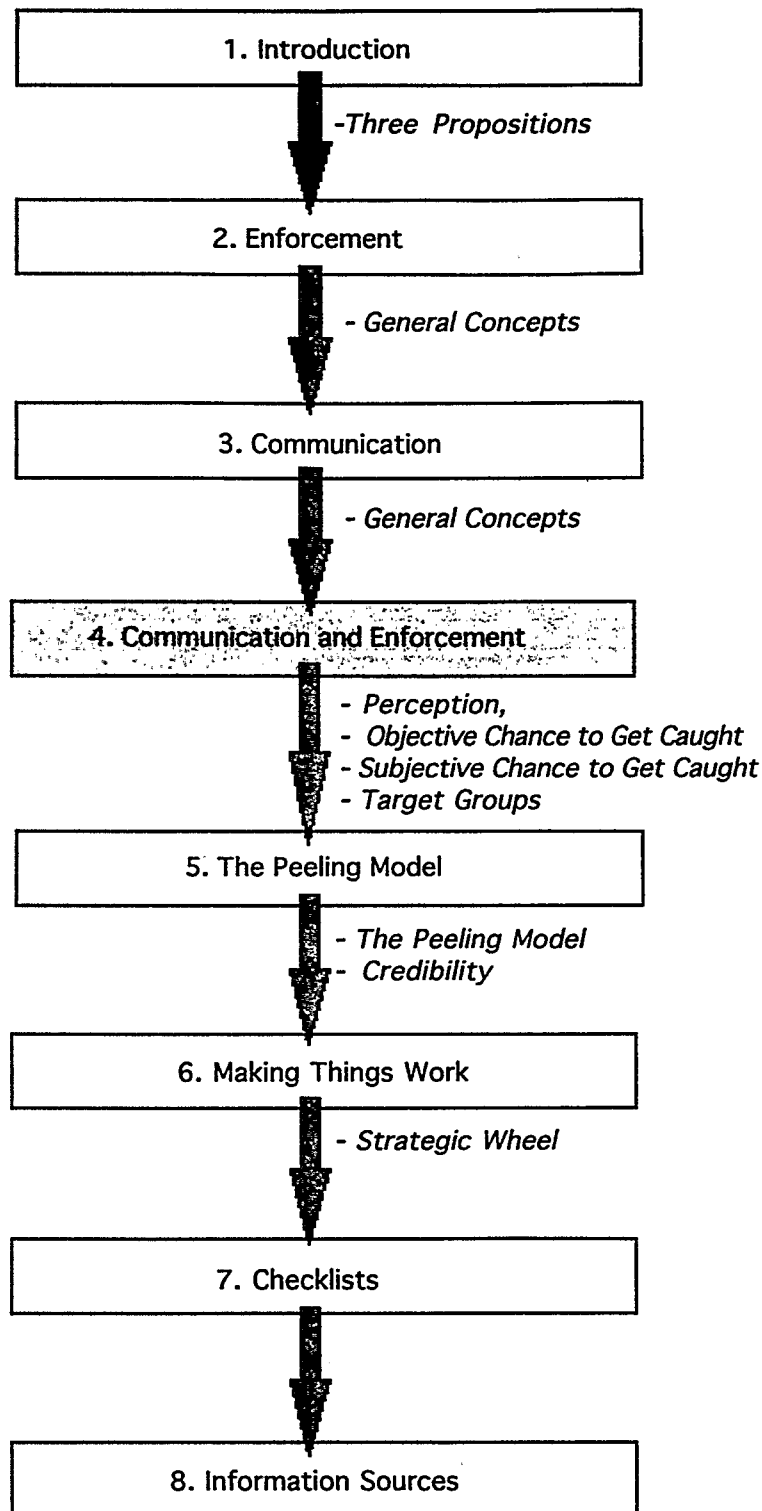 1. Introduction
-Three Propositions
2. Enforcement
- General Concepts
3. Communication
- General Concepts
4. Communication and Enforcement
- Perception,
- Objective Chance to Get Caught
- Subjective Chance to Get Caught
- Target Groups
5. The Peeling Model
- The Peeling Model
- Credibility
6. Making Things Work
- Strategic Wheel
7. Checklists
8. Information Sources